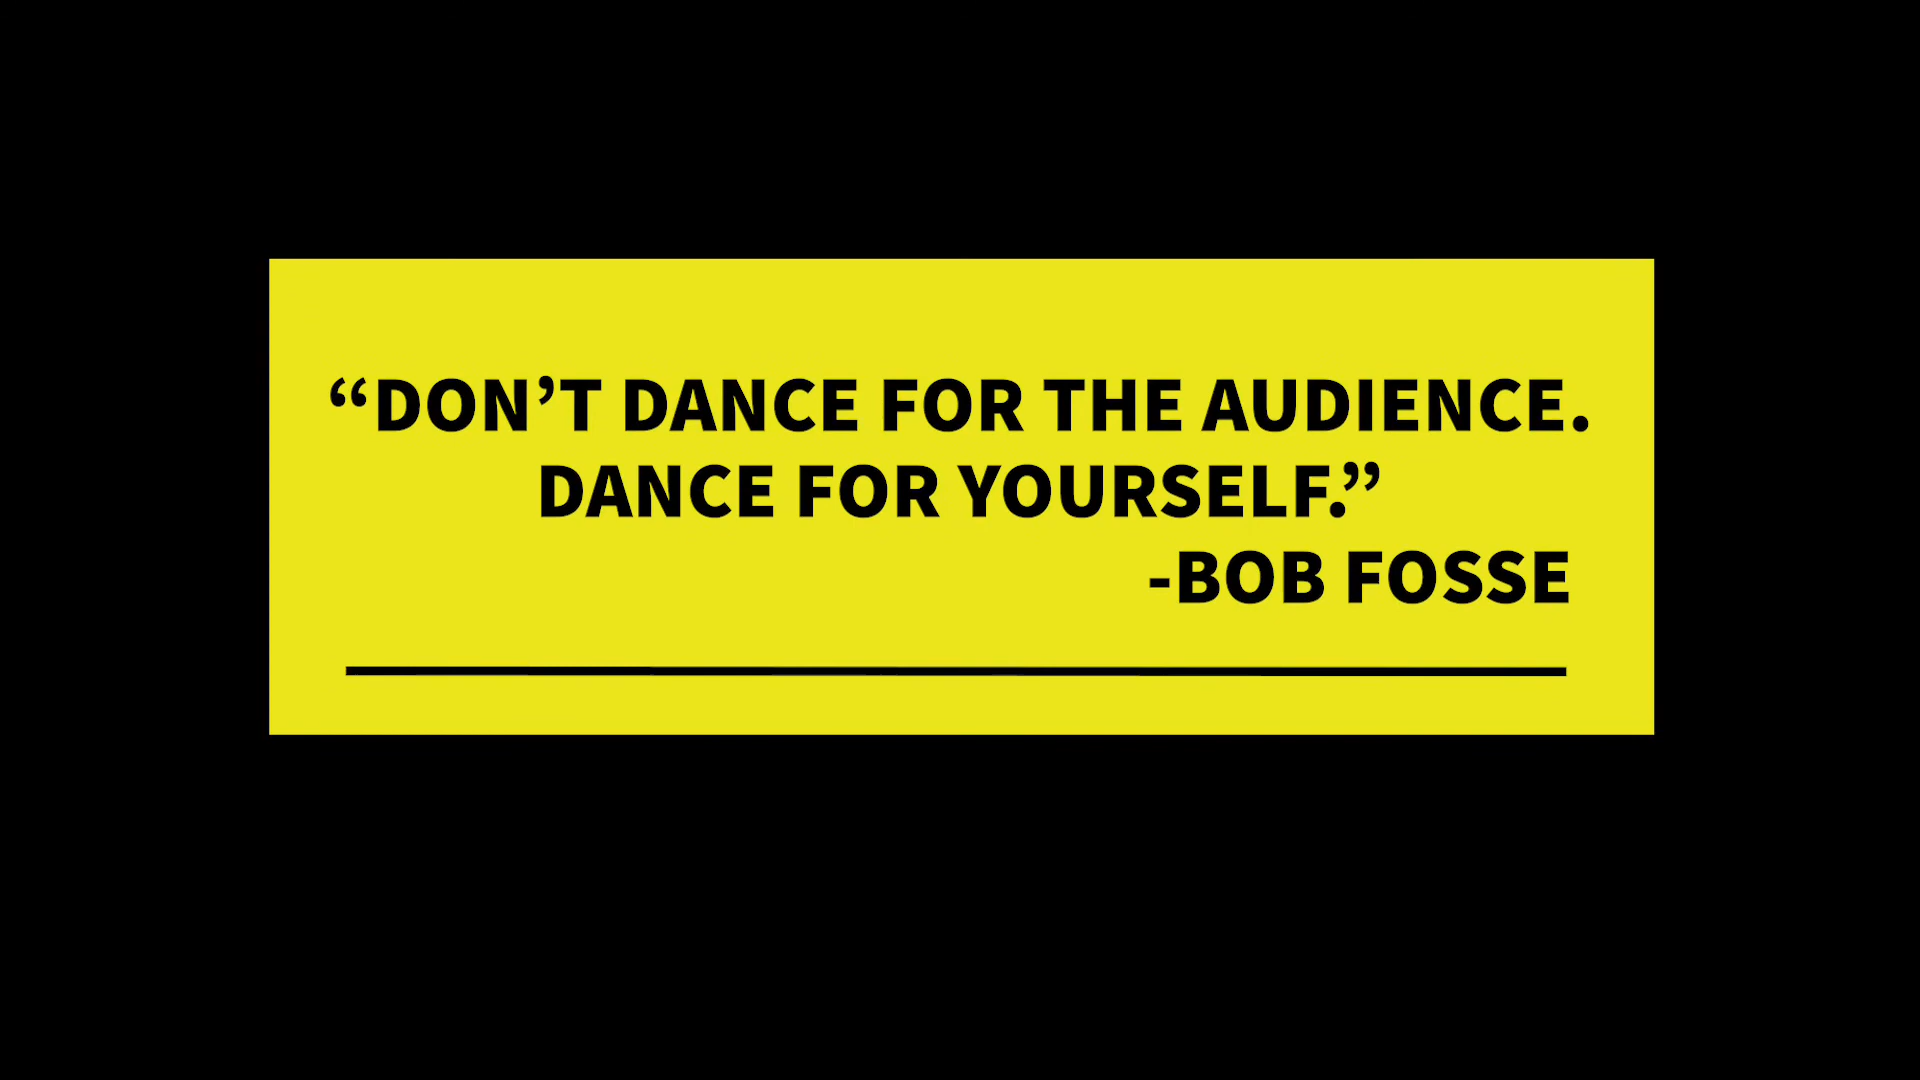 “DON’T DANCE FOR THE AUDIENCE.
DANCE FOR YOURSELF.”
-BOB FOSSE